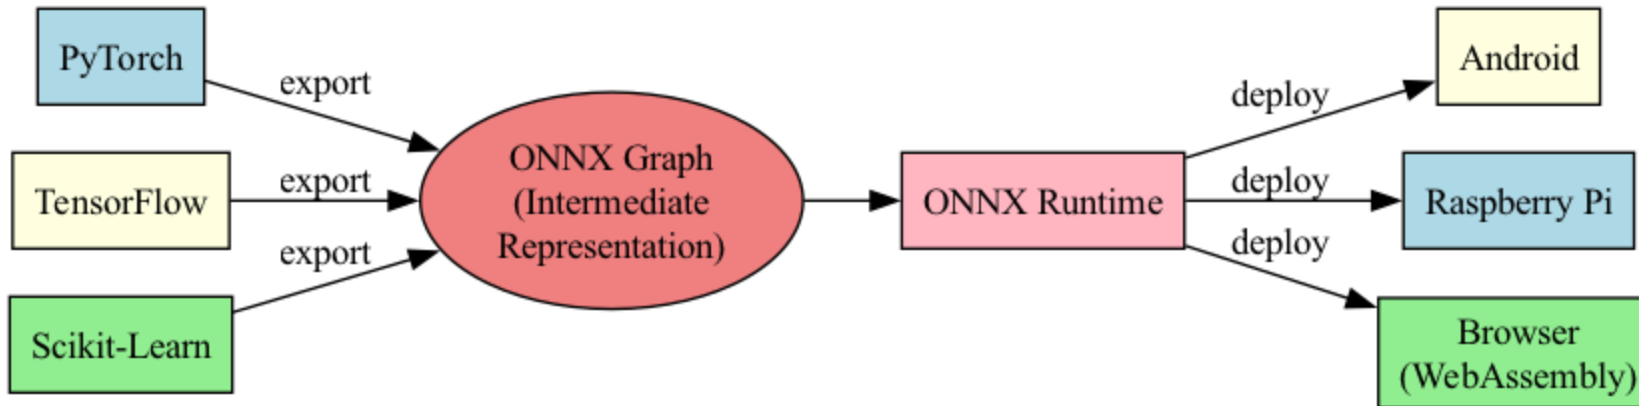 PyTorch
export
TensorFlow
export
Scikit-Learn
export
ONNX Graph
(Intermediate
Representation)
ONNX Runtime
deploy
Android
deploy
Raspberry Pi
deploy
Browser
(WebAssembly)